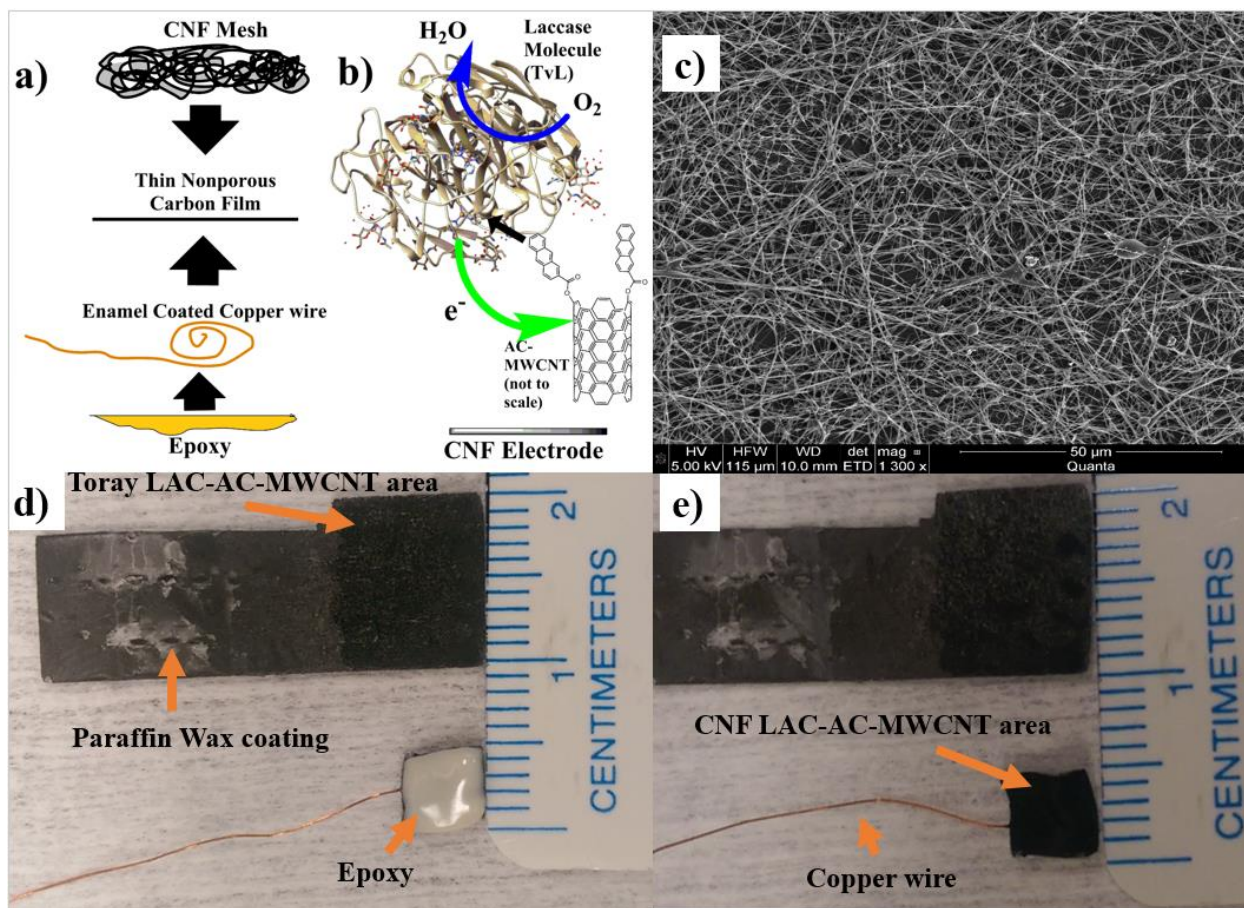 a)
CNF Mesh
Thin Nonporous
Carbon Film
Enamel Coated Copper wire
Epoxy
b)
H2O
Laccase
Molecule
(TvL)
O2
e-
AC-
MWCNT
(not to
scale)
CNF Electrode
c)
HV HFW WD det mag
5.00 kV 115 µm 10.0 mm ETD 1 300 x
50 µm
Quanta
d)
Toray LAC-AC-MWCNT area
Paraffin Wax coating
Epoxy
2
1
CENTIMETERS
e)
CNF LAC-AC-MWCNT area
Copper wire
2
1
CENTIMETERS